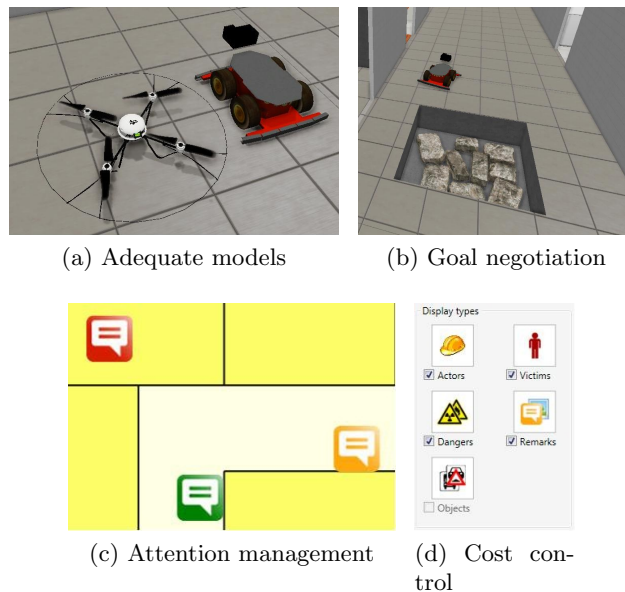 (a) Adequate models
(b) Goal negotiation
(c) Attention management
Display types
Actors
Victims
Dangers
Remarks
Objects
(d) Cost con-
trol